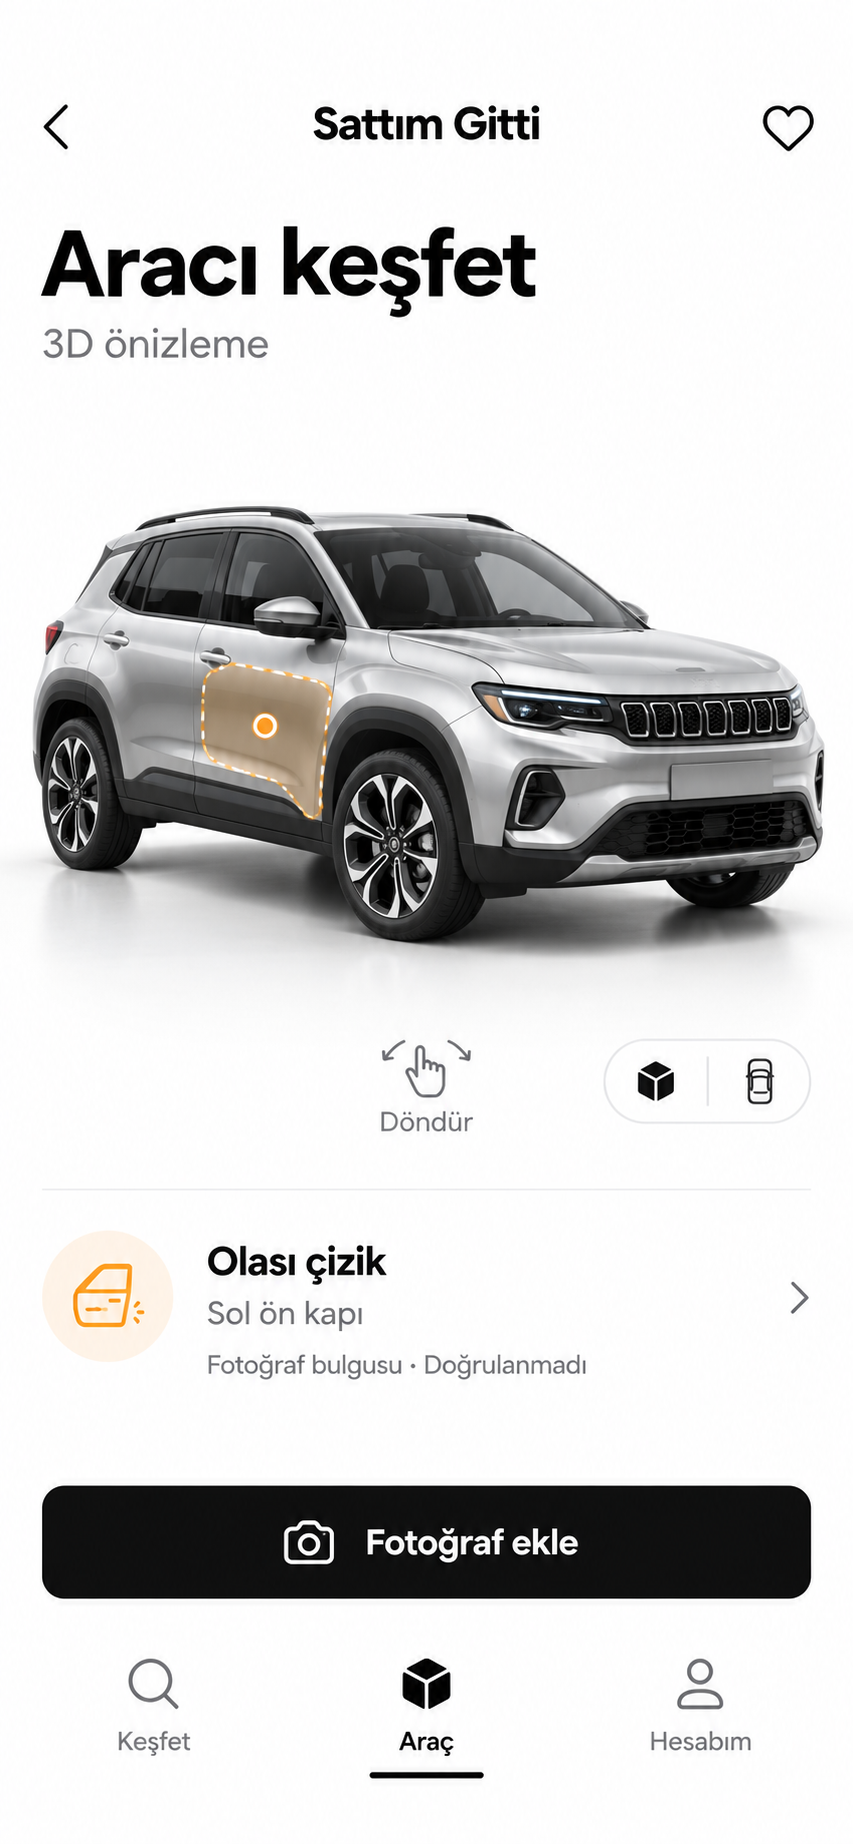 Sattım Gitti
Aracı keşfet
3D önizleme
Döndür
Olası çizik
Sol ön kapı
Fotoğraf bulgusu • Doğrulanmadı
Fotoğraf ekle
Keşfet
Araç
Hesabım